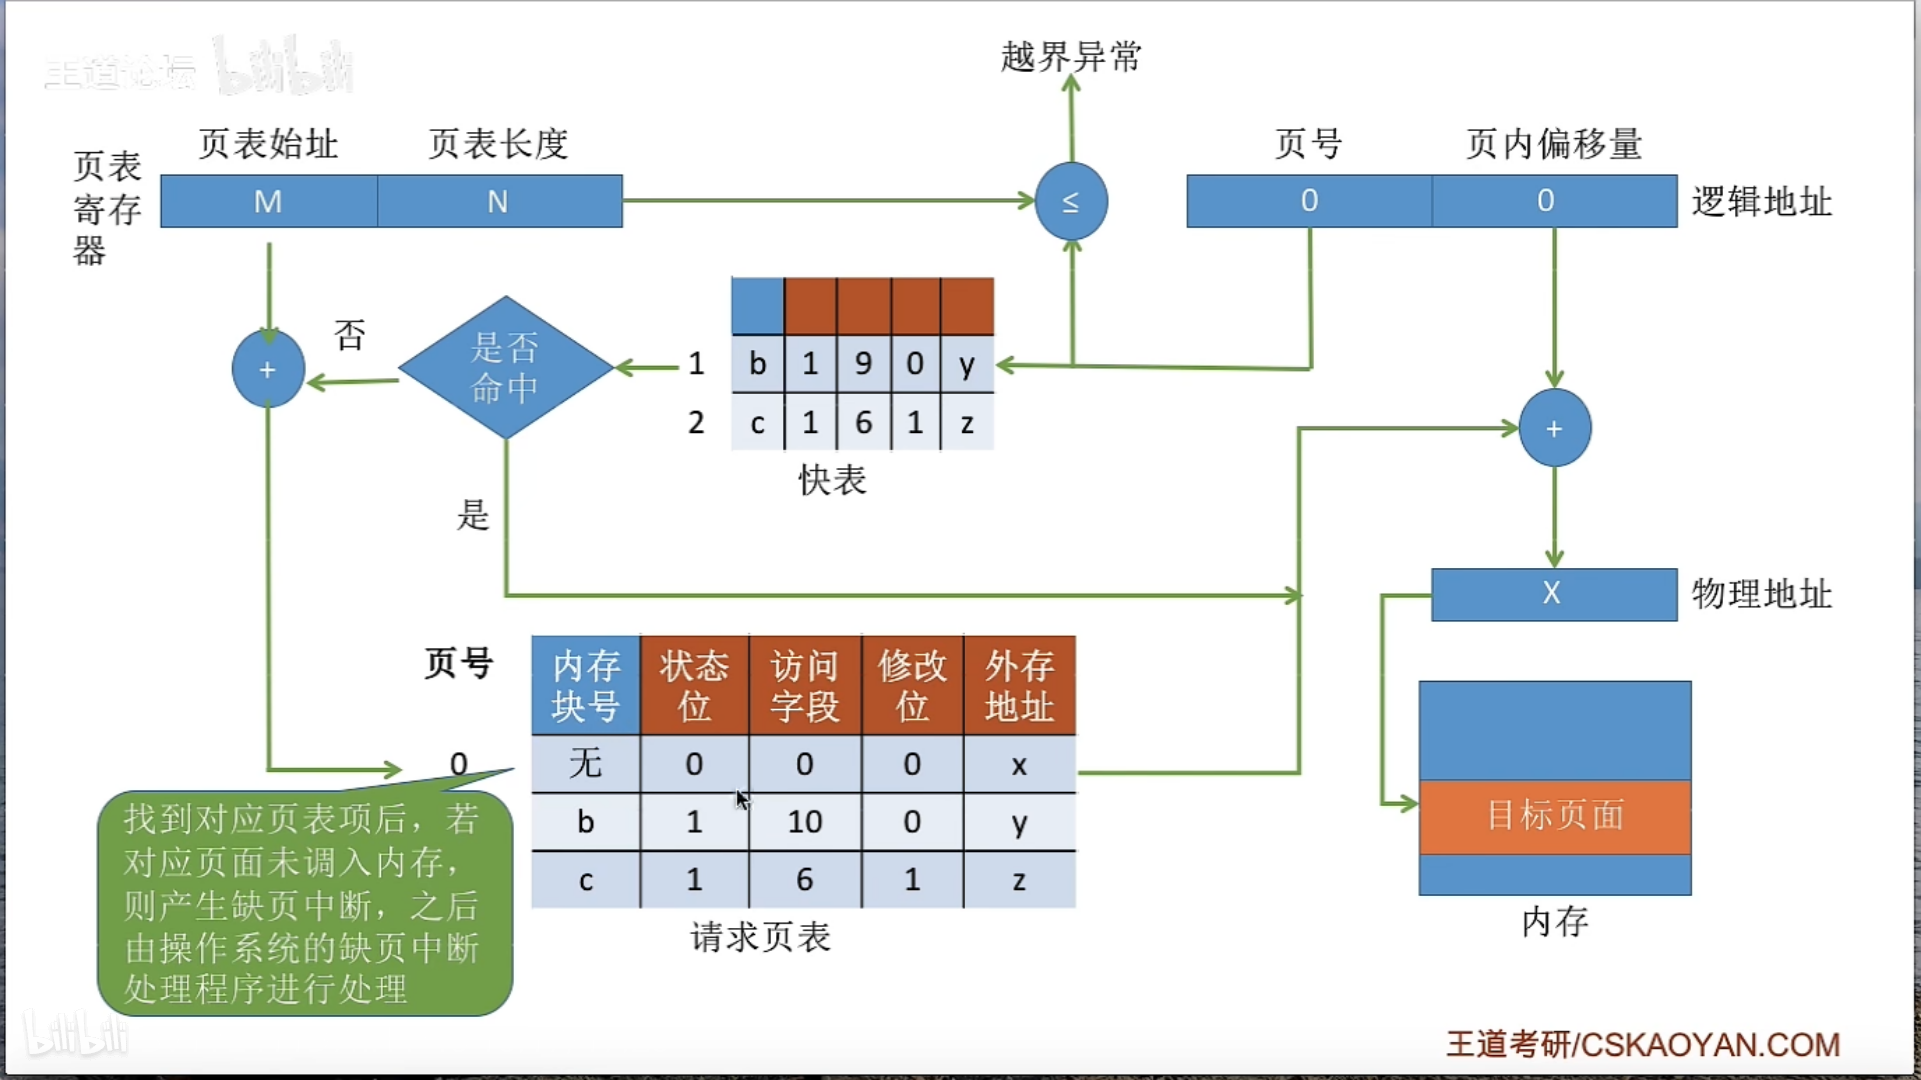 王道论坛 bilibili
越界异常
页表始址 页表长度
页号 页内偏移量
页表
寄存
器
M N
≤
0 0
逻辑地址
+
否
是否
命中
1 b 1 9 0 y
2 c 1 6 1 z
快表
+
是
X
物理地址
页号
内存
块号
状态
位
访问
字段
修改
位
外存
地址
0 无 0 0 0 x
b 1 10 0 y
c 1 6 1 z
请求页表
找到对应页表项后，若
对应页面未调入内存，
则产生缺页中断，之后
由操作系统的缺页中断
处理程序进行处理
目标页面
内存
bilibili
王道考研/CSKAOYAN.COM